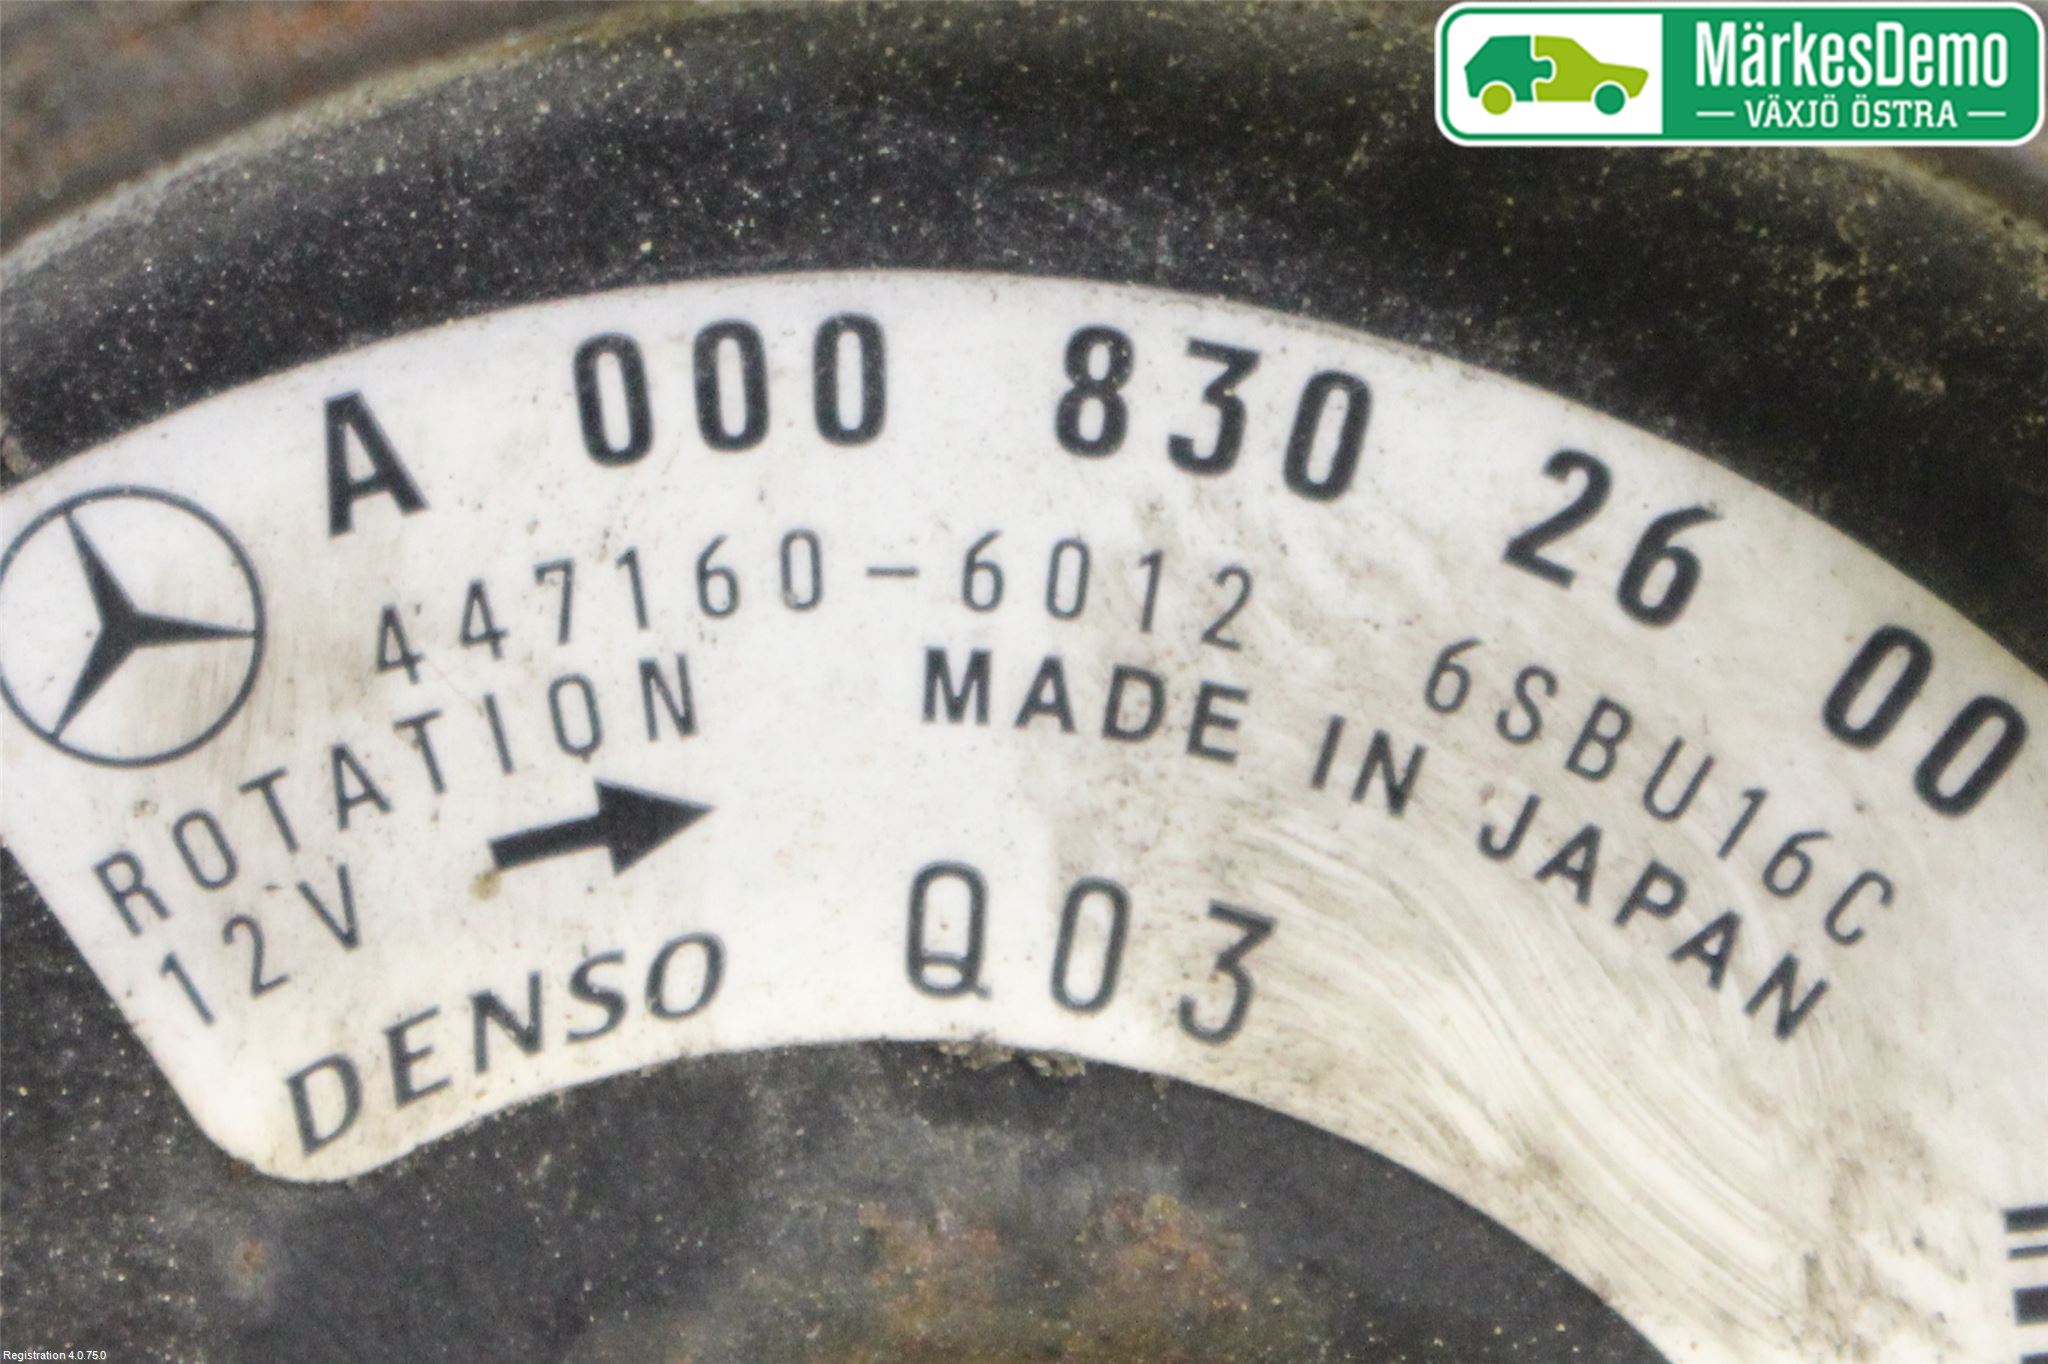 MärkesDemo
VÄXJÖ ÖSTRA
A 000 830 26 00
447160-6012 6SBU16C
ROTATION MADE IN JAPAN
12V
DENSO Q03
Registration 4.0.75.0